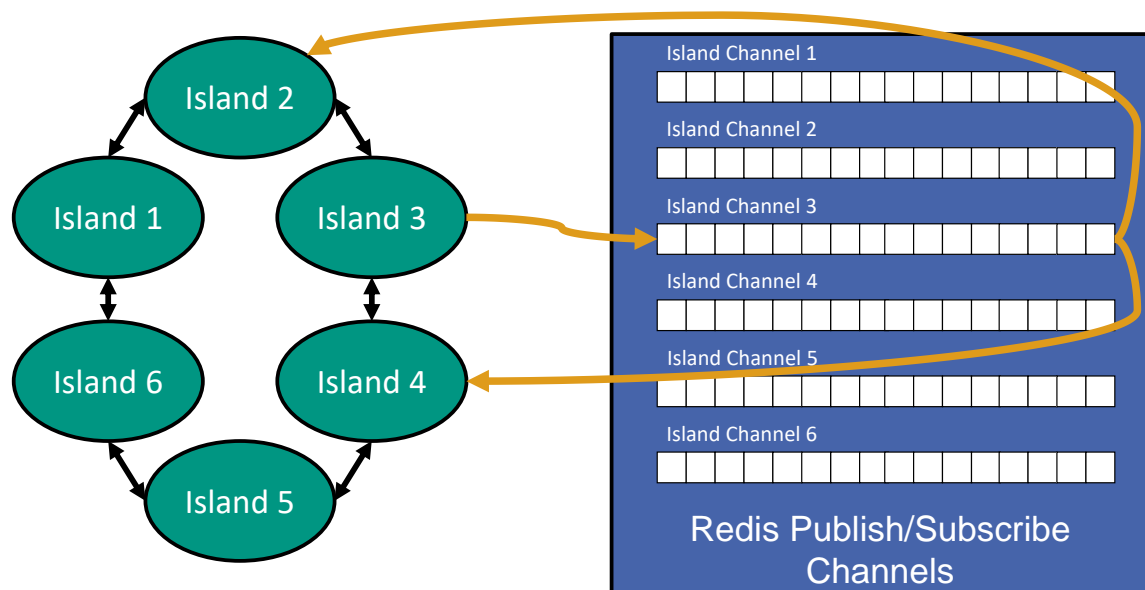 Island 2
Island 1
Island 3
Island 6
Island 4
Island 5
Island Channel 1
Island Channel 2
Island Channel 3
Island Channel 4
Island Channel 5
Island Channel 6
Redis Publish/Subscribe
Channels